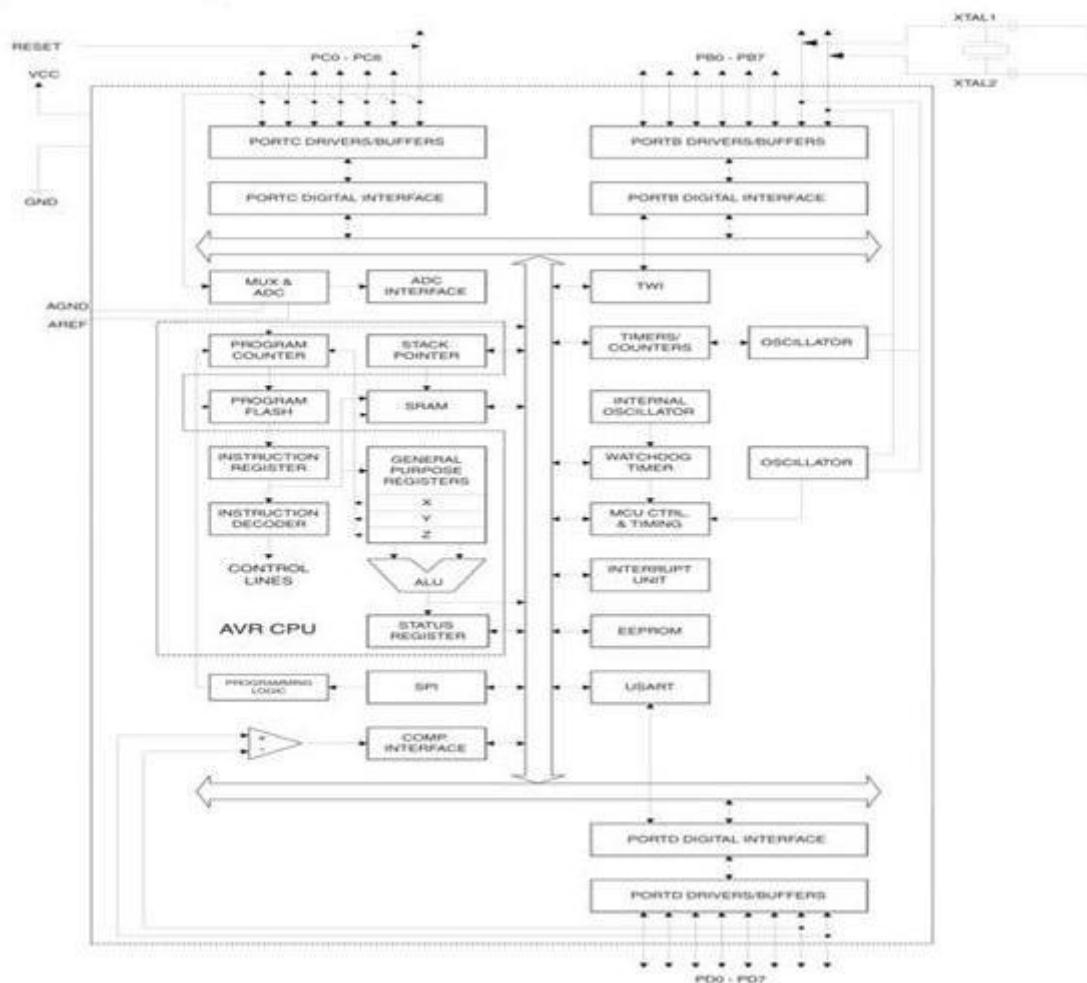 XTAL1
RESET
PC0 - PC6
PB0 - PB7
VCC
XTAL2
PORTC DRIVERS/BUFFERS
PORTB DRIVERS/BUFFERS
PORTC DIGITAL INTERFACE
PORTB DIGITAL INTERFACE
GND
MUX &
ADC
ADC
INTERFACE
TWI
AGND
AREF
PROGRAM
COUNTER
STACK
POINTER
TIMERS/
COUNTERS
OSCILLATOR
PROGRAM
FLASH
SRAM
INTERNAL
OSCILLATOR
INSTRUCTION
REGISTER
GENERAL
PURPOSE
REGISTERS
WATCHDOG
TIMER
OSCILLATOR
X
Y
Z
INSTRUCTION
DECODER
MCU CTRL.
& TIMING
CONTROL
LINES
ALU
INTERRUPT
UNIT
AVR CPU
STATUS
REGISTER
EEPROM
PROGRAMMING
LOGIC
SPI
USART
+
-
COMP.
INTERFACE
PORTD DIGITAL INTERFACE
PORTD DRIVERS/BUFFERS
PD0 - PD7